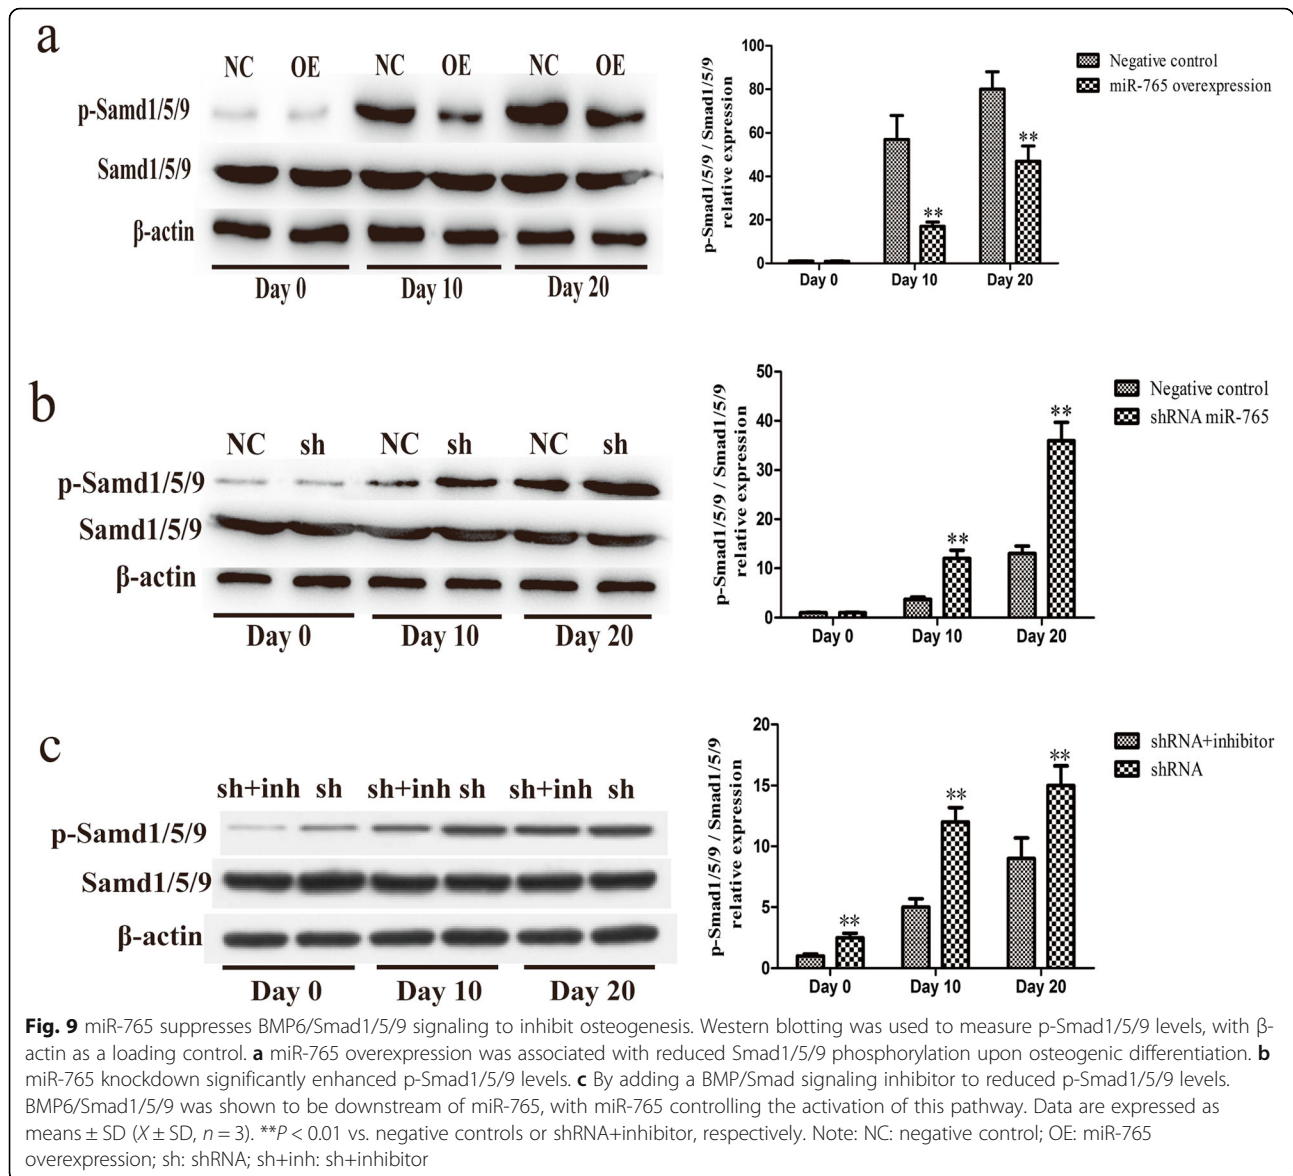 a
NC OE NC OE NC OE
p-Samd1/5/9
Samd1/5/9
β-actin
Day 0 Day 10 Day 20
p-Smad1/5/9 / Smad1/5/9
relative expression
100
80
60
40
20
0
** **
Day 0 Day 10 Day 20
Negative control
miR-765 overexpression
b
NC sh NC sh NC sh
p-Samd1/5/9
Samd1/5/9
β-actin
Day 0 Day 10 Day 20
p-Smad1/5/9 / Smad1/5/9
relative expression
50
40
30
20
10
0
** **
Day 0 Day 10 Day 20
Negative control
shRNA miR-765
c
sh+inh sh sh+inh sh sh+inh sh
p-Samd1/5/9
Samd1/5/9
β-actin
Day 0 Day 10 Day 20
p-Smad1/5/9 / Smad1/5/9
relative expression
20
15
10
5
0
** ** **
Day 0 Day 10 Day 20
shRNA+inhibitor
shRNA
Fig. 9 miR-765 suppresses BMP6/Smad1/5/9 signaling to inhibit osteogenesis. Western blotting was used to measure p-Smad1/5/9 levels, with β-
actin as a loading control. a miR-765 overexpression was associated with reduced Smad1/5/9 phosphorylation upon osteogenic differentiation. b
miR-765 knockdown significantly enhanced p-Smad1/5/9 levels. c By adding a BMP/Smad signaling inhibitor to reduced p-Smad1/5/9 levels.
BMP6/Smad1/5/9 was shown to be downstream of miR-765, with miR-765 controlling the activation of this pathway. Data are expressed as
means ± SD (X ± SD, n = 3). **P < 0.01 vs. negative controls or shRNA+inhibitor, respectively. Note: NC: negative control; OE: miR-765
overexpression; sh: shRNA; sh+inh: sh+inhibitor